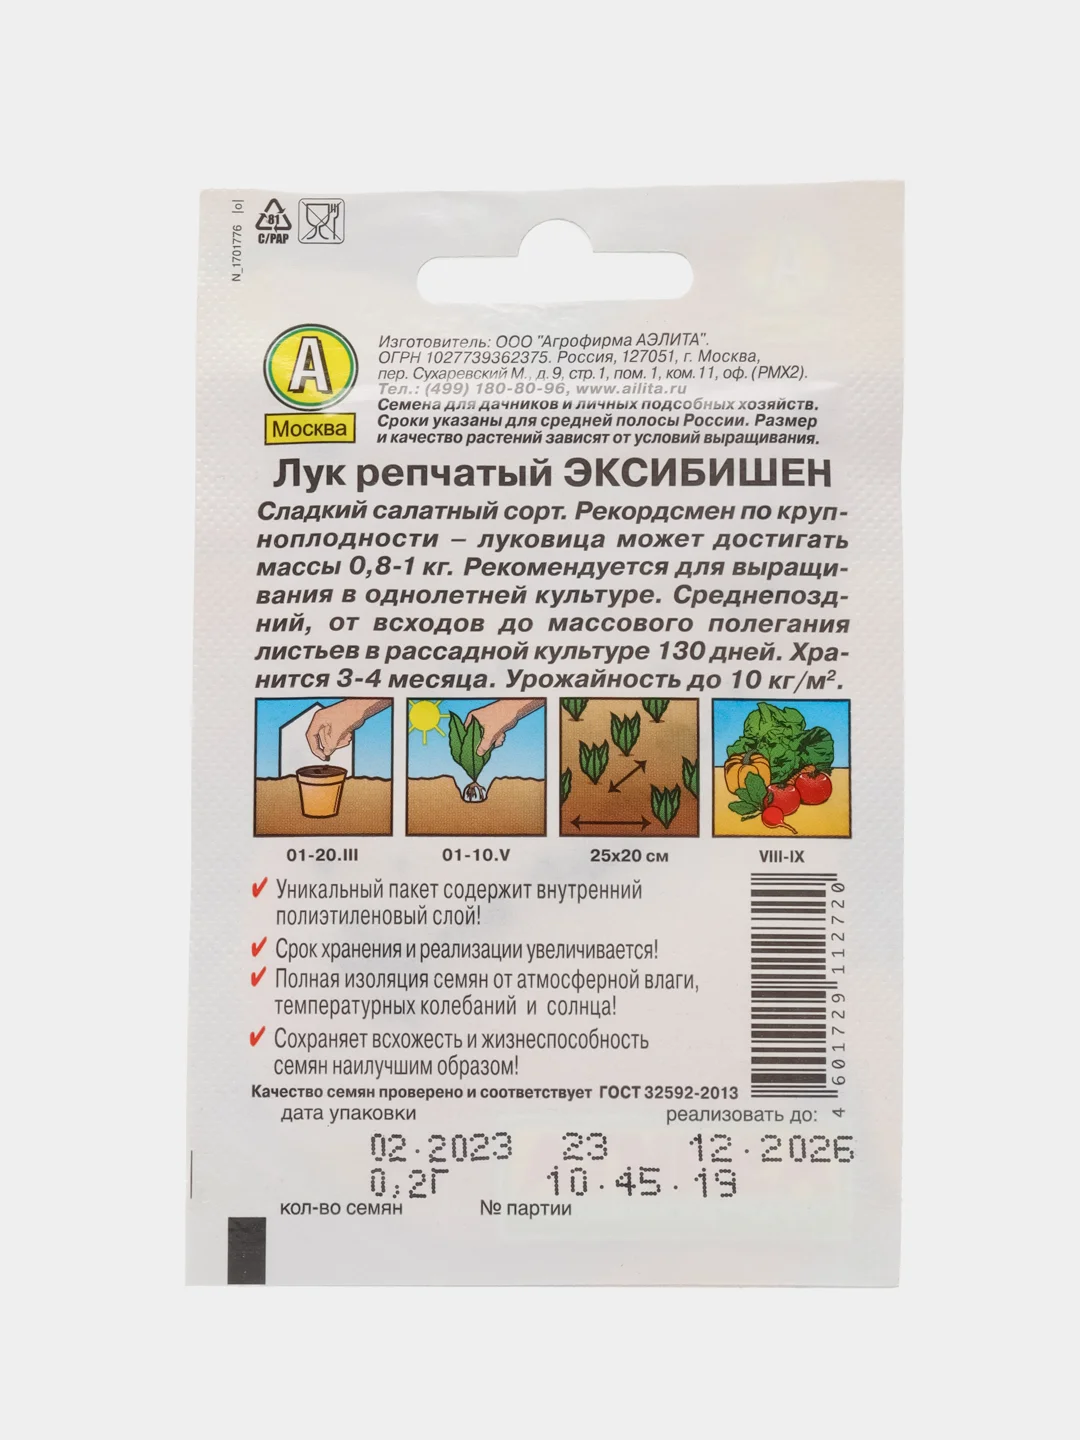 N_1701776 |o|
81
C/PAP
А
Москва
Изготовитель: ООО "Агрофирма АЭЛИТА".
ОГРН 1027739362375. Россия, 127051, г. Москва,
пер. Сухаревский М., д.9, стр.1, пом. 1, ком.11, оф. (РМХ2).
Тел.: (499) 180-80-96, www.ailita.ru
Семена для дачников и личных подсобных хозяйств.
Сроки указаны для средней полосы России. Размер
и качество растений зависят от условий выращивания.
Лук репчатый ЭКСИБИШЕН
Сладкий салатный сорт. Рекордсмен по круп-
ноплодности – луковица может достигать
массы 0,8-1 кг. Рекомендуется для выращи-
вания в однолетней культуре. Среднепозд-
ний, от всходов до массового полегания
листьев в рассадной культуре 130 дней. Хра-
нится 3-4 месяца. Урожайность до 10 кг/м².
01-20.III
01-10.V
25х20 см
VIII-IX
✔ Уникальный пакет содержит внутренний
полиэтиленовый слой!
✔ Срок хранения и реализации увеличивается!
✔ Полная изоляция семян от атмосферной влаги,
температурных колебаний и солнца!
✔ Сохраняет всхожесть и жизнеспособность
семян наилучшим образом!
4 601729 112720
Качество семян проверено и соответствует ГОСТ 32592-2013
дата упаковки
реализовать до:
02.2023 23 12.2026
0,2Г 10.45.19
кол-во семян
№ партии